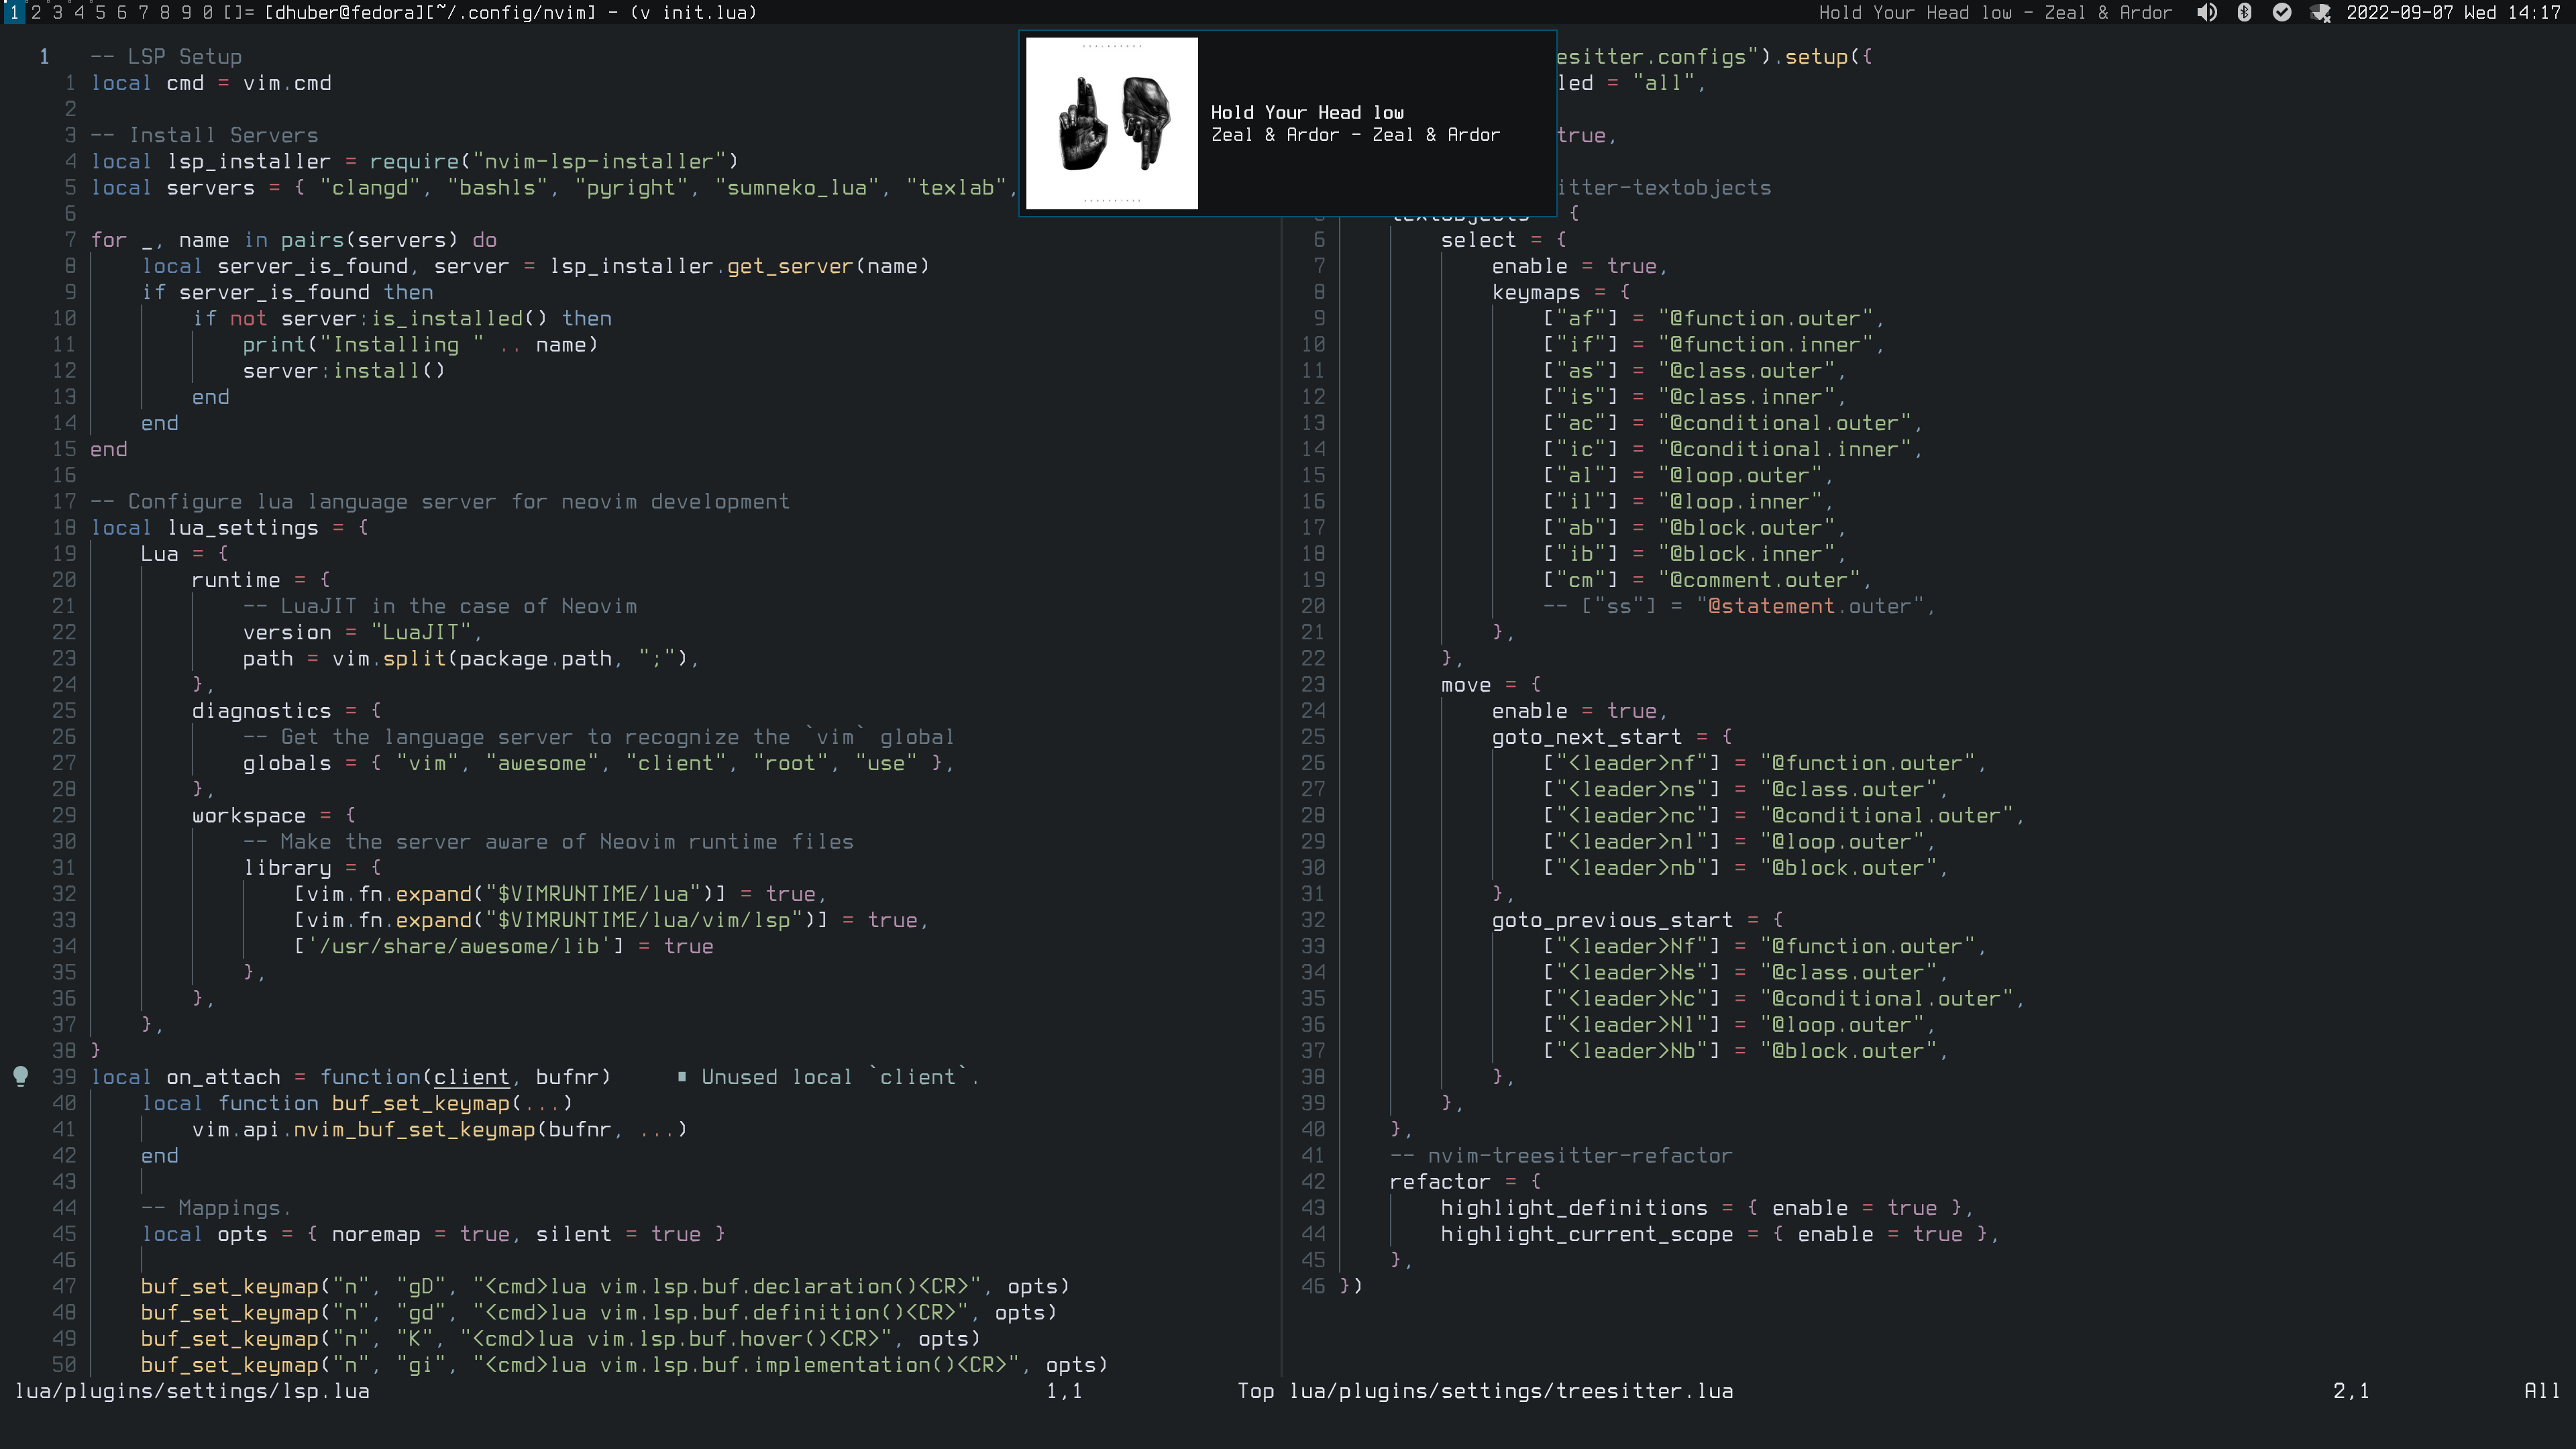 1 2 3 4 5 6 7 8 9 0 []= [dhuber@fedora][~/.config/nvim] - (v init.lua)
Hold Your Head low - Zeal & Ardor
2022-09-07 Wed 14:17
Hold Your Head low
Zeal & Ardor - Zeal & Ardor
1 -- LSP Setup
1 local cmd = vim.cmd
2
3 -- Install Servers
4 local lsp_installer = require("nvim-lsp-installer")
5 local servers = { "clangd", "bashls", "pyright", "sumneko_lua", "texlab",
6
7 for _, name in pairs(servers) do
8 local server_is_found, server = lsp_installer.get_server(name)
9 if server_is_found then
10 if not server:is_installed() then
11 print("Installing " .. name)
12 server:install()
13 end
14 end
15 end
16
17 -- Configure lua language server for neovim development
18 local lua_settings = {
19 Lua = {
20 runtime = {
21 -- LuaJIT in the case of Neovim
22 version = "LuaJIT",
23 path = vim.split(package.path, ";"),
24 },
25 diagnostics = {
26 -- Get the language server to recognize the `vim` global
27 globals = { "vim", "awesome", "client", "root", "use" },
28 },
29 workspace = {
30 -- Make the server aware of Neovim runtime files
31 library = {
32 [vim.fn.expand("$VIMRUNTIME/lua")] = true,
33 [vim.fn.expand("$VIMRUNTIME/lua/vim/lsp")] = true,
34 ['/usr/share/awesome/lib'] = true
35 },
36 },
37 },
38 }
39 local on_attach = function(client, bufnr) ▪ Unused local `client`.
40 local function buf_set_keymap(...)
41 vim.api.nvim_buf_set_keymap(bufnr, ...)
42 end
43
44 -- Mappings.
45 local opts = { noremap = true, silent = true }
46
47 buf_set_keymap("n", "gD", "<cmd>lua vim.lsp.buf.declaration()<CR>", opts)
48 buf_set_keymap("n", "gd", "<cmd>lua vim.lsp.buf.definition()<CR>", opts)
49 buf_set_keymap("n", "K", "<cmd>lua vim.lsp.buf.hover()<CR>", opts)
50 buf_set_keymap("n", "gi", "<cmd>lua vim.lsp.buf.implementation()<CR>", opts)
lua/plugins/settings/lsp.lua 1,1 Top
esitter.configs").setup({
led = "all",
true,
itter-textobjects
{
6 select = {
7 enable = true,
8 keymaps = {
9 ["af"] = "@function.outer",
10 ["if"] = "@function.inner",
11 ["as"] = "@class.outer",
12 ["is"] = "@class.inner",
13 ["ac"] = "@conditional.outer",
14 ["ic"] = "@conditional.inner",
15 ["al"] = "@loop.outer",
16 ["il"] = "@loop.inner",
17 ["ab"] = "@block.outer",
18 ["ib"] = "@block.inner",
19 ["cm"] = "@comment.outer",
20 -- ["ss"] = "@statement.outer",
21 },
22 },
23 move = {
24 enable = true,
25 goto_next_start = {
26 ["<leader>nf"] = "@function.outer",
27 ["<leader>ns"] = "@class.outer",
28 ["<leader>nc"] = "@conditional.outer",
29 ["<leader>nl"] = "@loop.outer",
30 ["<leader>nb"] = "@block.outer",
31 },
32 goto_previous_start = {
33 ["<leader>Nf"] = "@function.outer",
34 ["<leader>Ns"] = "@class.outer",
35 ["<leader>Nc"] = "@conditional.outer",
36 ["<leader>Nl"] = "@loop.outer",
37 ["<leader>Nb"] = "@block.outer",
38 },
39 },
40 },
41 -- nvim-treesitter-refactor
42 refactor = {
43 highlight_definitions = { enable = true },
44 highlight_current_scope = { enable = true },
45 },
46 })
lua/plugins/settings/treesitter.lua 2,1 All